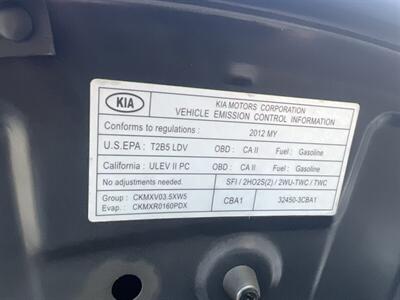 KIA
KIA MOTORS CORPORATION
VEHICLE EMISSION CONTROL INFORMATION
Conforms to regulations : 2012 MY
U.S.EPA : T2B5 LDV OBD : CA II Fuel : Gasoline
California : ULEV II PC OBD : CA II Fuel : Gasoline
No adjustments needed. SFI / 2HO2S(2) / 2WU-TWC / TWC
Group : CKMXV03.5XW5
Evap. : CKMXR0160PDX
CBA1 32450-3CBA1